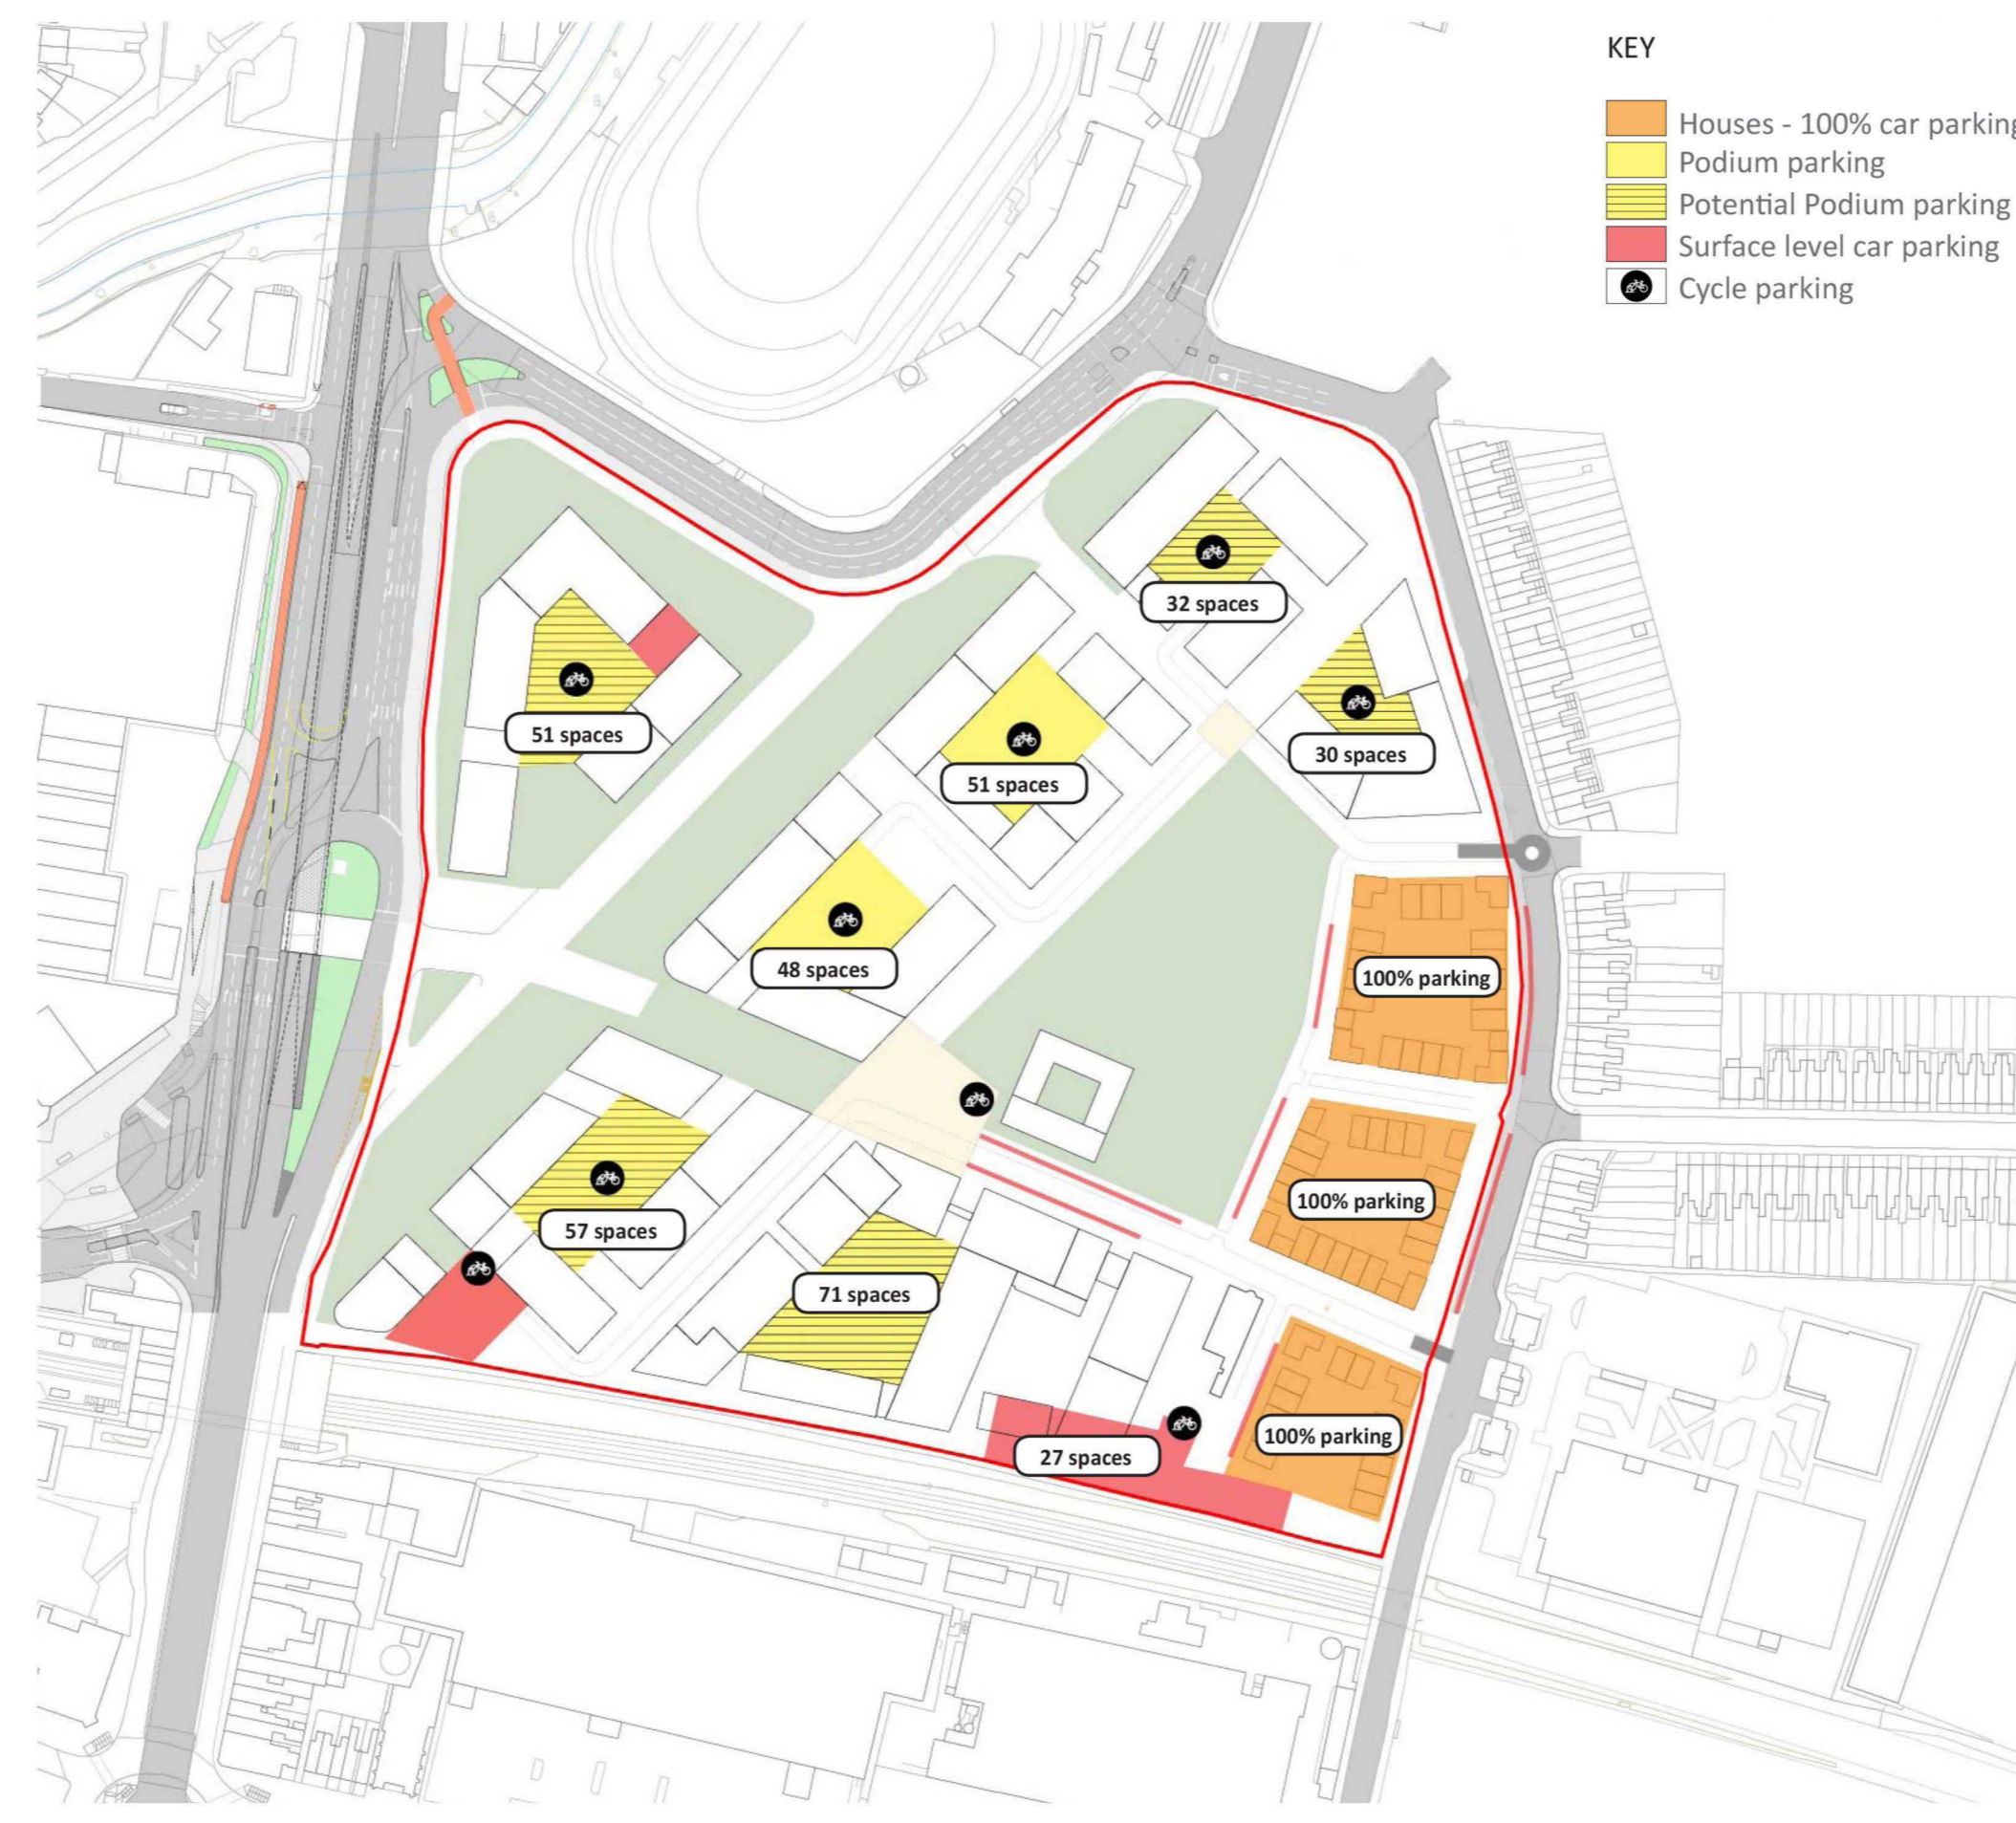 KEY
Houses - 100% car parking
Podium parking
Potential Podium parking
Surface level car parking
Cycle parking
32 spaces
51 spaces
30 spaces
51 spaces
48 spaces
100% parking
100% parking
57 spaces
71 spaces
100% parking
27 spaces